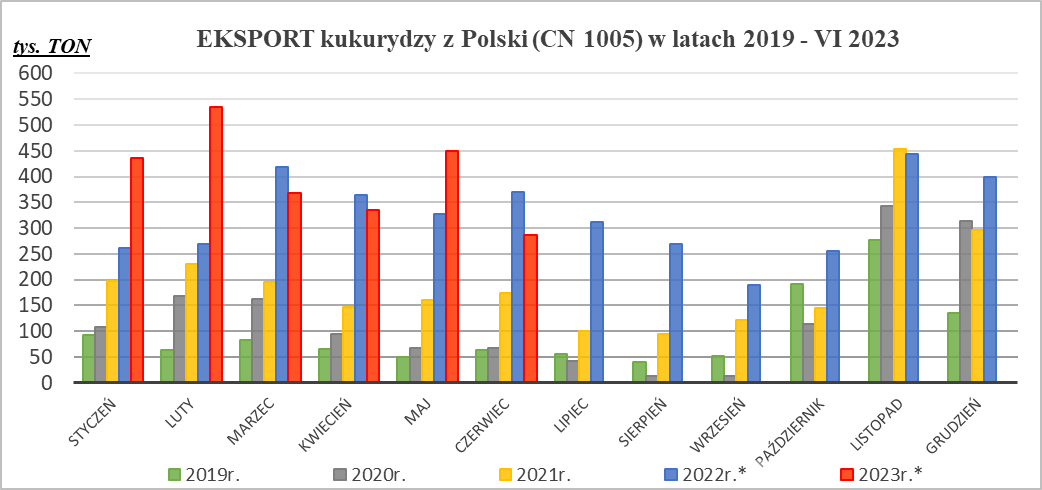 EKSPORT kukurydzy z Polski (CN 1005) w latach 2019 - VI 2023
tys. TON
600
550
500
450
400
350
300
250
200
150
100
50
0
STYCZEŃ
LUTY
MARZEC
KWIECIEŃ
MAJ
CZERWIEC
LIPIEC
SIERPIEŃ
WRZESIEŃ
PAŹDZIERNIK
LISTOPAD
GRUDZIEŃ
2019r.
2020r.
2021r.
2022r.*
2023r.*